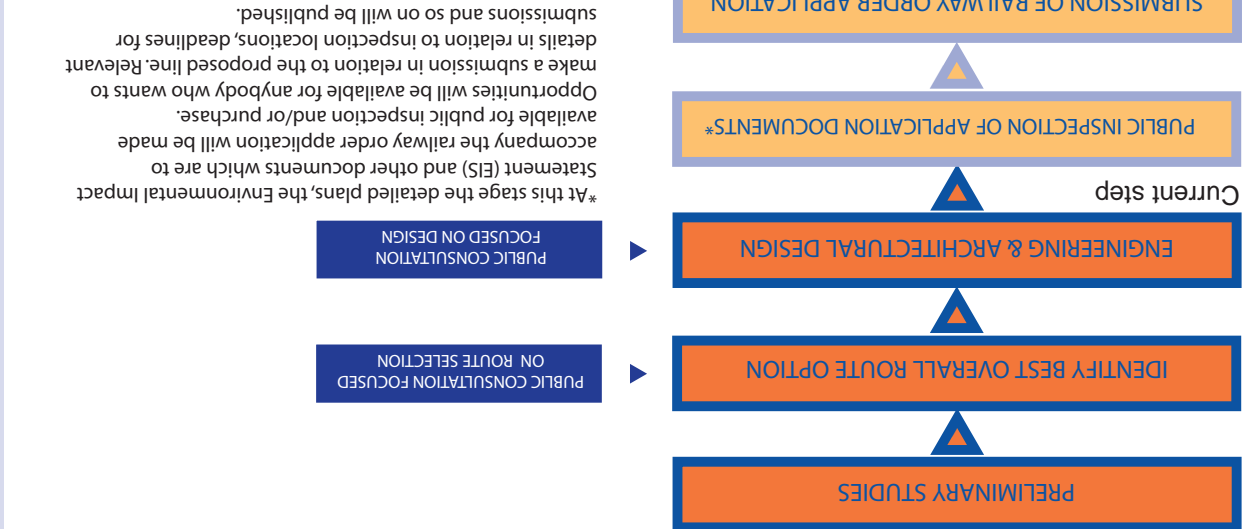 PRELIMINARY STUDIES
IDENTIFY BEST OVERALL ROUTE OPTION
PUBLIC CONSULTATION FOCUSED
ON ROUTE SELECTION
ENGINEERING & ARCHITECTURAL DESIGN
PUBLIC CONSULTATION
FOCUSED ON DESIGN
Current step
PUBLIC INSPECTION OF APPLICATION DOCUMENTS*
SUBMISSION OF RAILWAY ORDER APPLICATION
*At this stage the detailed plans, the Environmental Impact
Statement (EIS) and other documents which are to
accompany the railway order application will be made
available for public inspection and/or purchase.
Opportunities will be available for anybody who wants to
make a submission in relation to the proposed line. Relevant
details in relation to inspection locations, deadlines for
submissions and so on will be published.